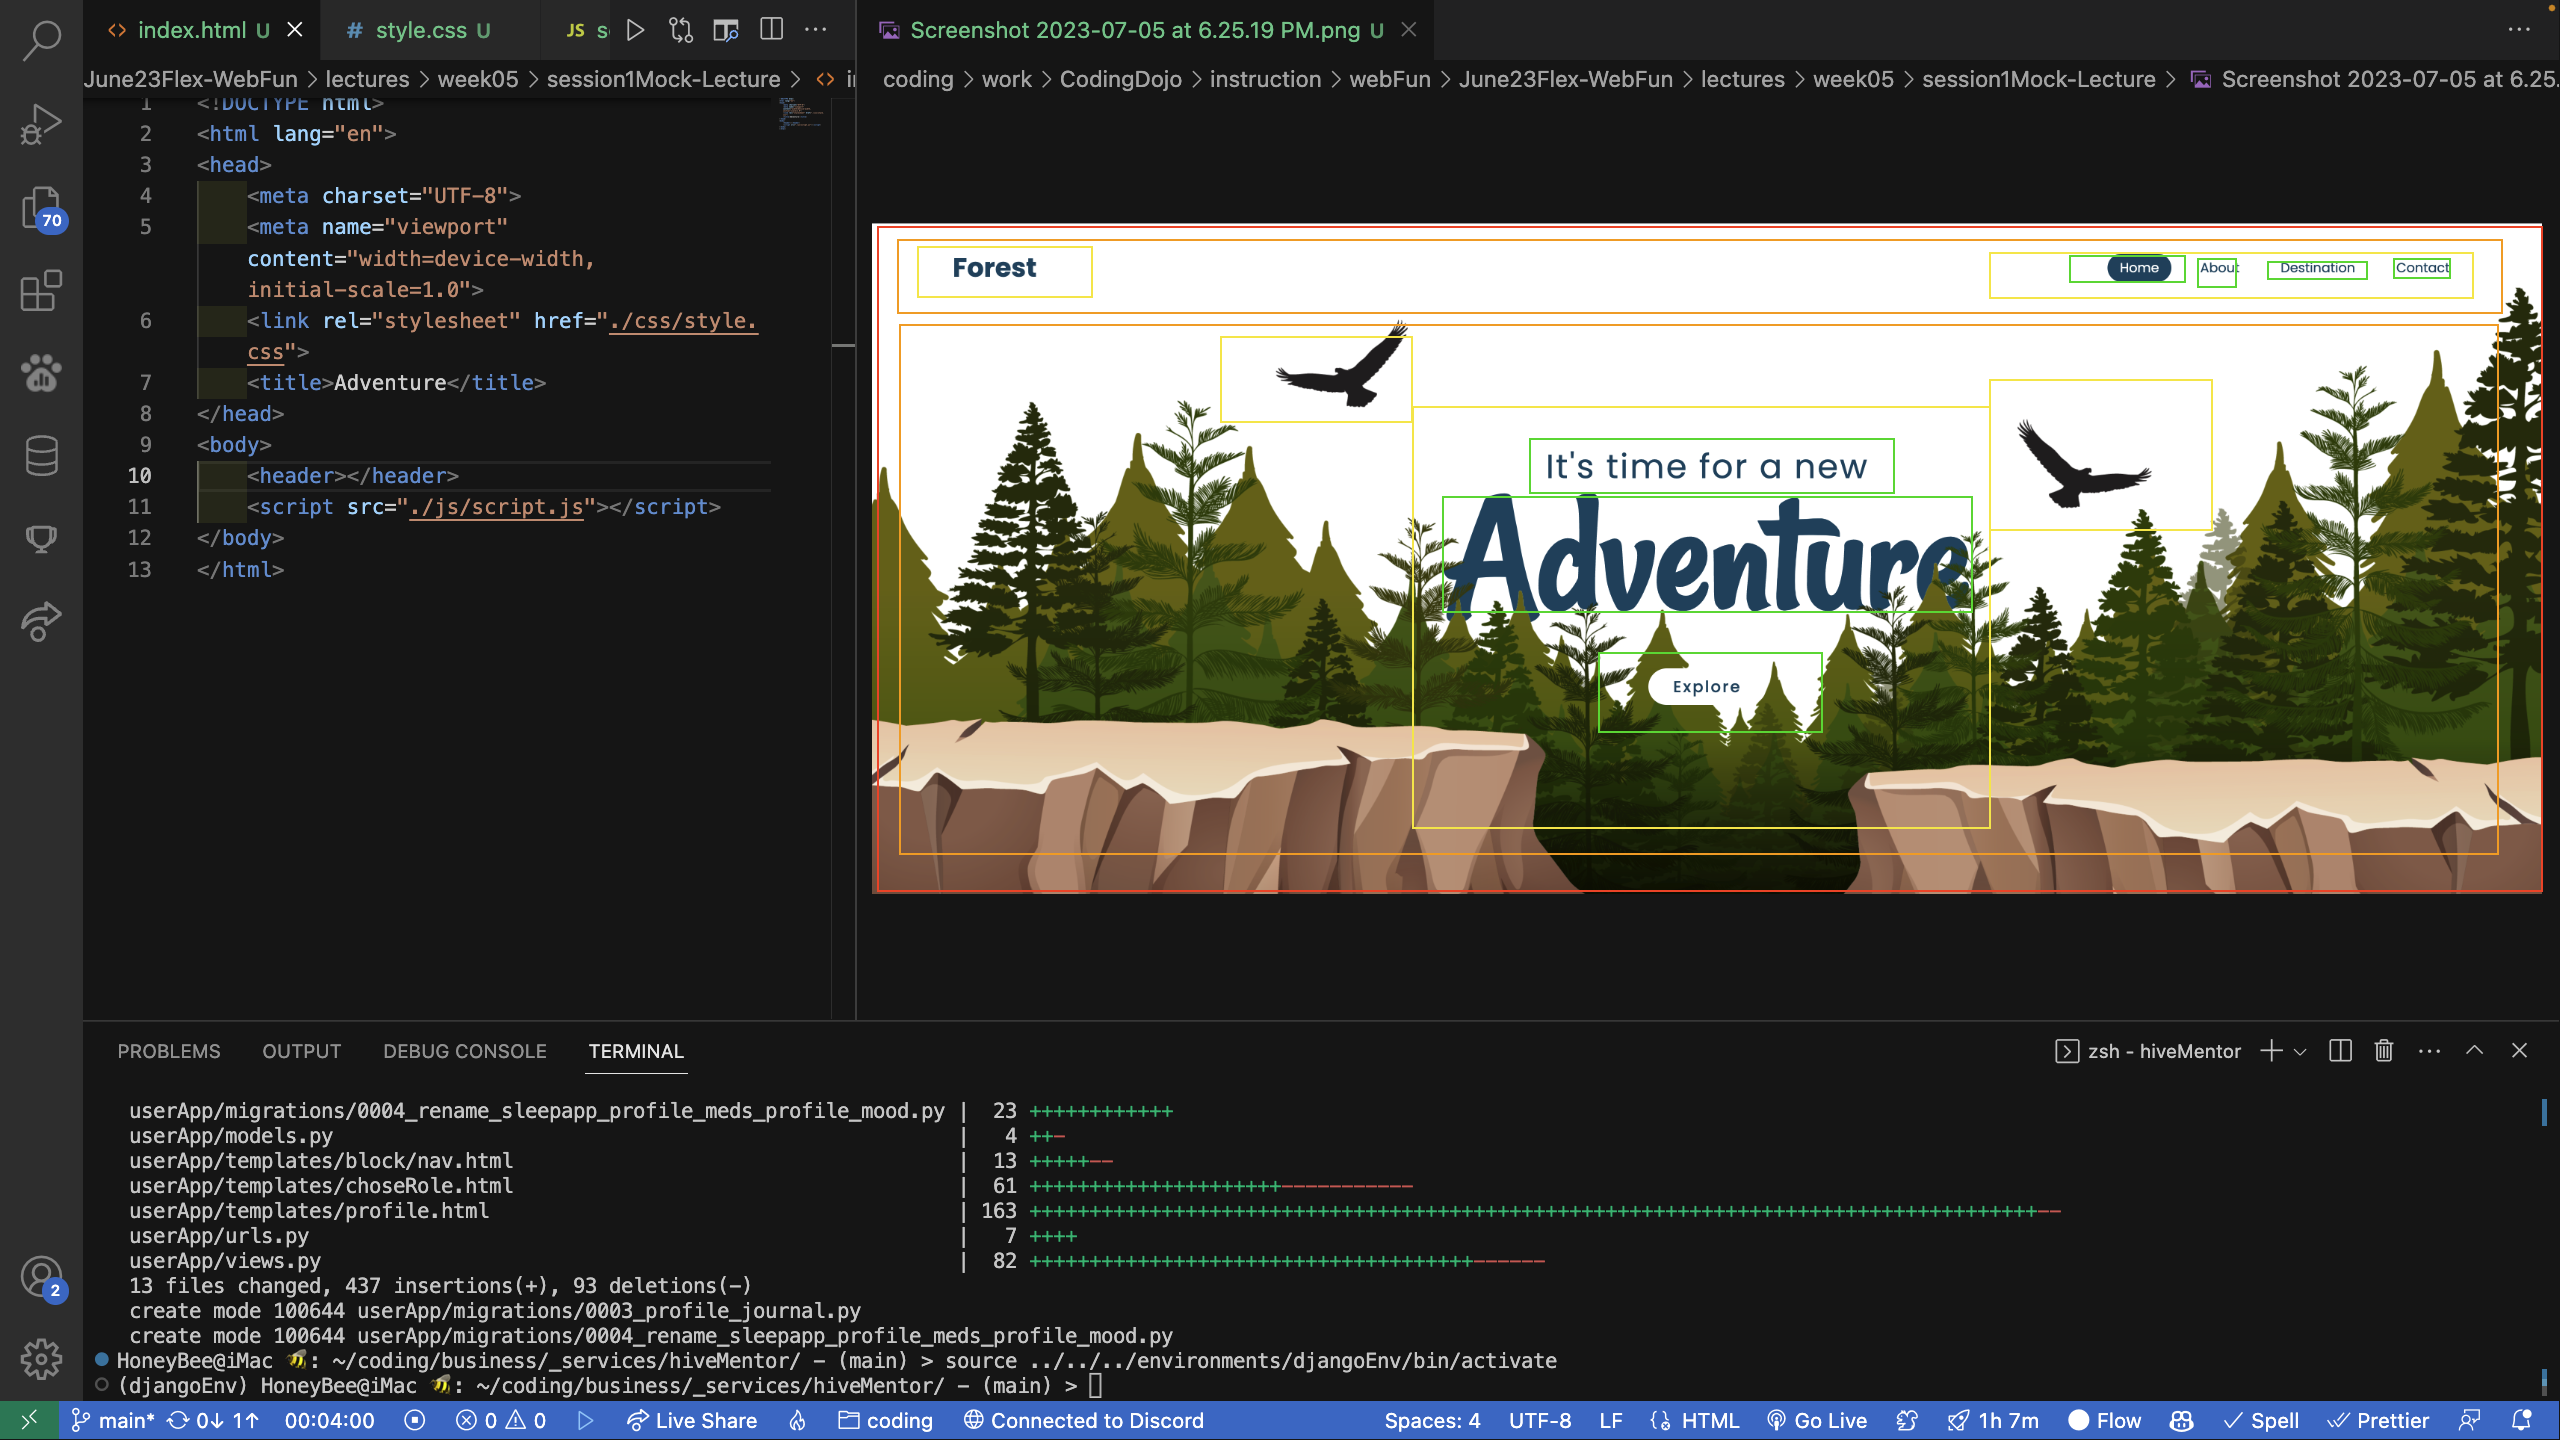 index.html U
style.css U
JS s
Screenshot 2023-07-05 at 6.25.19 PM.png U
June23Flex-WebFun > lectures > week05 > session1Mock-Lecture > <> i
coding > work > CodingDojo > instruction > webFun > June23Flex-WebFun > lectures > week05 > session1Mock-Lecture > Screenshot 2023-07-05 at 6.25.
1 <!DOCTYPE html>
2 <html lang="en">
3 <head>
4 <meta charset="UTF-8">
5 <meta name="viewport"
content="width=device-width,
initial-scale=1.0">
6 <link rel="stylesheet" href="./css/style.
css">
7 <title>Adventure</title>
8 </head>
9 <body>
10 <header></header>
11 <script src="./js/script.js"></script>
12 </body>
13 </html>
70
2
Forest
Home About Destination Contact
It's time for a new
Adventure
Explore
PROBLEMS OUTPUT DEBUG CONSOLE TERMINAL
zsh - hiveMentor
userApp/migrations/0004_rename_sleepapp_profile_meds_profile_mood.py | 23 ++++++++++++
userApp/models.py | 4 ++-
userApp/templates/block/nav.html | 13 +++++--
userApp/templates/choseRole.html | 61 +++++++++++++++++++++-----------
userApp/templates/profile.html | 163 ++++++++++++++++++++++++++++++++++++++++++++++++++++++++++++++++++++++++++++++++++++--
userApp/urls.py | 7 ++++
userApp/views.py | 82 +++++++++++++++++++++++++++++++++++++------
13 files changed, 437 insertions(+), 93 deletions(-)
create mode 100644 userApp/migrations/0003_profile_journal.py
create mode 100644 userApp/migrations/0004_rename_sleepapp_profile_meds_profile_mood.py
HoneyBee@iMac 🐝: ~/coding/business/_services/hiveMentor/ - (main) > source ../../../environments/djangoEnv/bin/activate
(djangoEnv) HoneyBee@iMac 🐝: ~/coding/business/_services/hiveMentor/ - (main) >
main* 0↓ 1↑ 00:04:00 0 0 Live Share coding Connected to Discord Spaces: 4 UTF-8 LF HTML Go Live 1h 7m Flow Spell Prettier